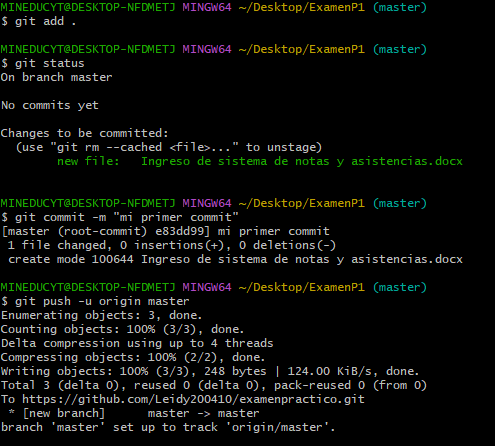 MINEDUCYT@DESKTOP-NFDMETJ MINGW64 ~/Desktop/ExamenP1 (master)
$ git add .
MINEDUCYT@DESKTOP-NFDMETJ MINGW64 ~/Desktop/ExamenP1 (master)
$ git status
On branch master
No commits yet
Changes to be committed:
(use "git rm --cached <file>..." to unstage)
new file:   Ingreso de sistema de notas y asistencias.docx
MINEDUCYT@DESKTOP-NFDMETJ MINGW64 ~/Desktop/ExamenP1 (master)
$ git commit -m "mi primer commit"
[master (root-commit) e83dd99] mi primer commit
1 file changed, 0 insertions(+), 0 deletions(-)
create mode 100644 Ingreso de sistema de notas y asistencias.docx
MINEDUCYT@DESKTOP-NFDMETJ MINGW64 ~/Desktop/ExamenP1 (master)
$ git push -u origin master
Enumerating objects: 3, done.
Counting objects: 100% (3/3), done.
Delta compression using up to 4 threads
Compressing objects: 100% (2/2), done.
Writing objects: 100% (3/3), 248 bytes | 124.00 KiB/s, done.
Total 3 (delta 0), reused 0 (delta 0), pack-reused 0 (from 0)
To https://github.com/Leidy200410/examenpractico.git
* [new branch]      master -> master
branch 'master' set up to track 'origin/master'.